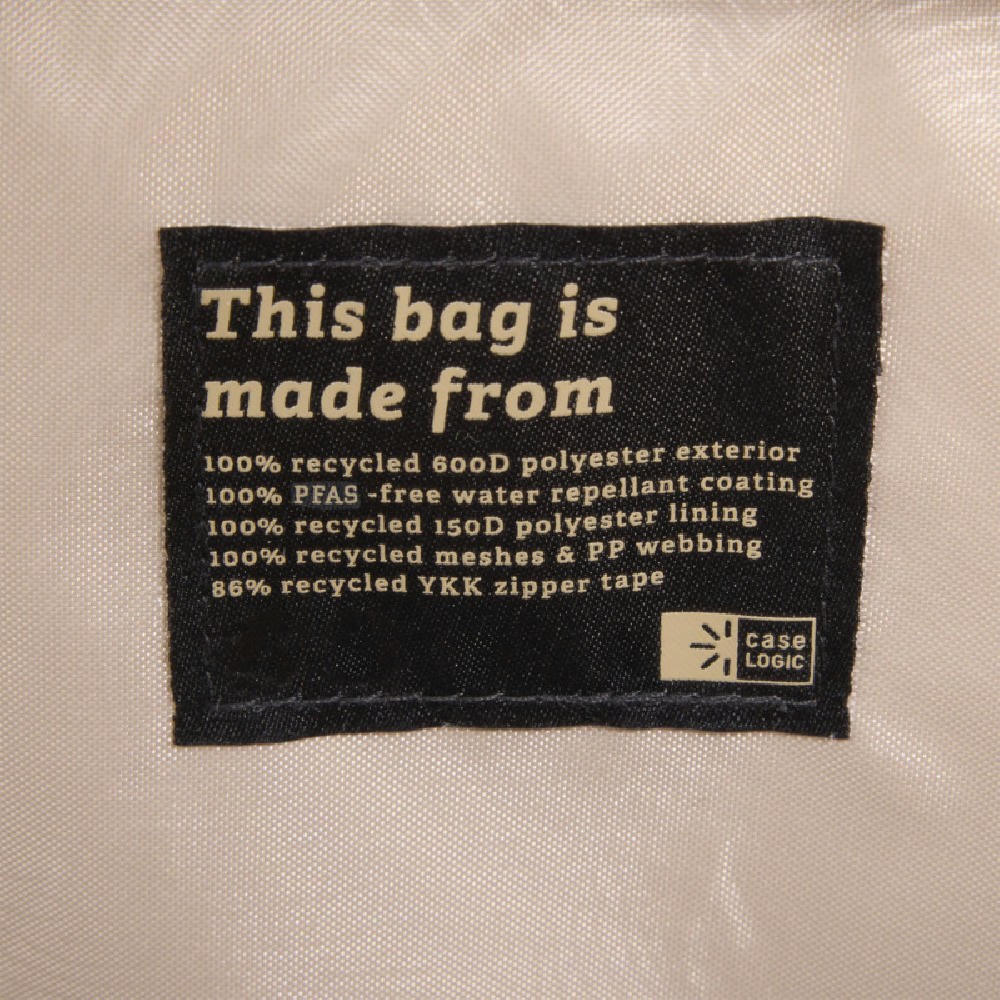 This bag is
made from
100% recycled 600D polyester exterior
100% PFAS -free water repellant coating
100% recycled 150D polyester lining
100% recycled meshes & PP webbing
86% recycled YKK zipper tape
case
LOGIC